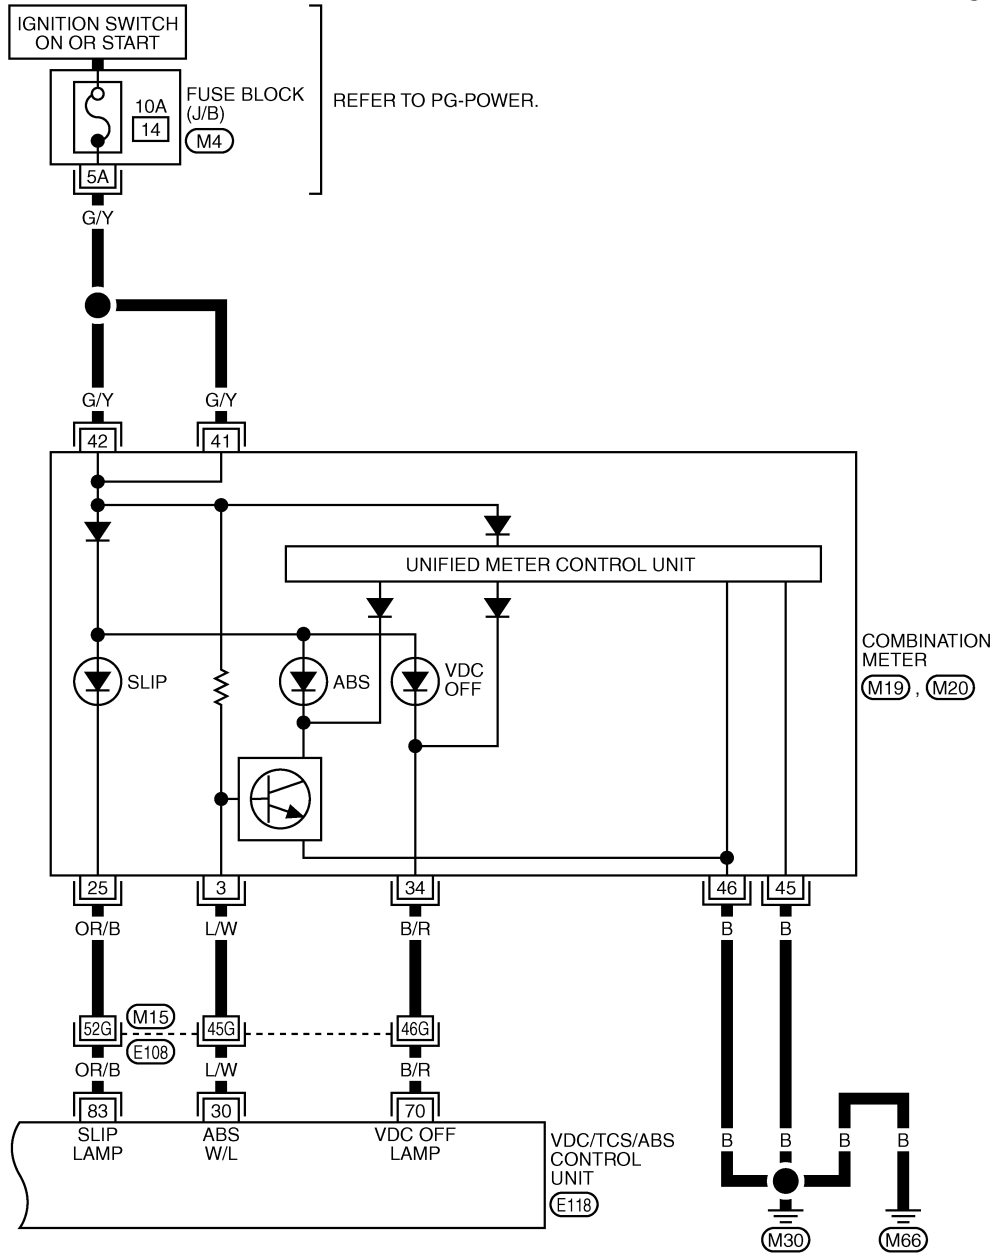 IGNITION SWITCH
ON OR START
10A
14
FUSE BLOCK
(J/B)
M4
REFER TO PG-POWER.
5A
G/Y
G/Y
G/Y
42
41
UNIFIED METER CONTROL UNIT
SLIP
ABS
VDC
OFF
COMBINATION
METER
M19 , M20
25
3
34
46
45
OR/B
L/W
B/R
B
B
52G
M15
E108
45G
46G
OR/B
L/W
B/R
83
30
70
SLIP
LAMP
ABS
W/L
VDC OFF
LAMP
VDC/TCS/ABS
CONTROL
UNIT
E118
B
B
B
B
M30
M66